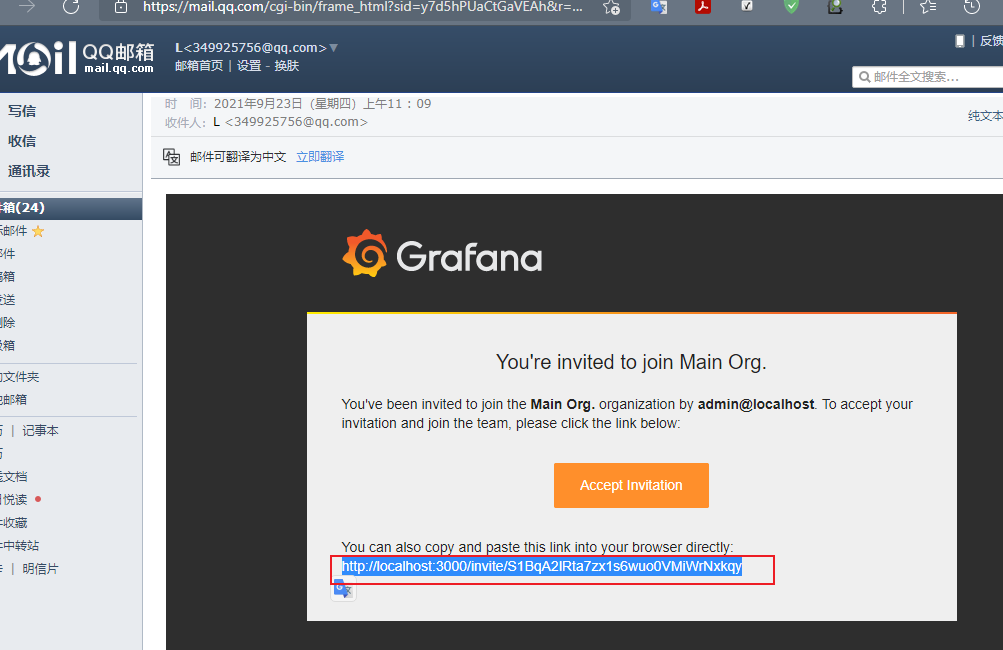 https://mail.qq.com/cgi-bin/frame_html?sid=y7d5hPUaCtGaVEAh&r=...
Mail QQ邮箱
mail.qq.com
L<349925756@qq.com>
邮箱首页 | 设置 - 换肤
| 反馈
邮件全文搜索...
写信
收信
通讯录
箱(24)
邮件
件
箱
送
除
箱
文件夹
邮箱
| 记事本
文档
悦读
收藏
中转站
| 明信片
时 间: 2021年9月23日 (星期四) 上午11:09
收件人: L <349925756@qq.com>
纯文本
邮件可翻译为中文 立即翻译
Grafana
You're invited to join Main Org.
You've been invited to join the Main Org. organization by admin@localhost. To accept your
invitation and join the team, please click the link below:
Accept Invitation
You can also copy and paste this link into your browser directly:
http://localhost:3000/invite/S1BqA2lRta7zx1s6wuo0VMiWrNxkqy